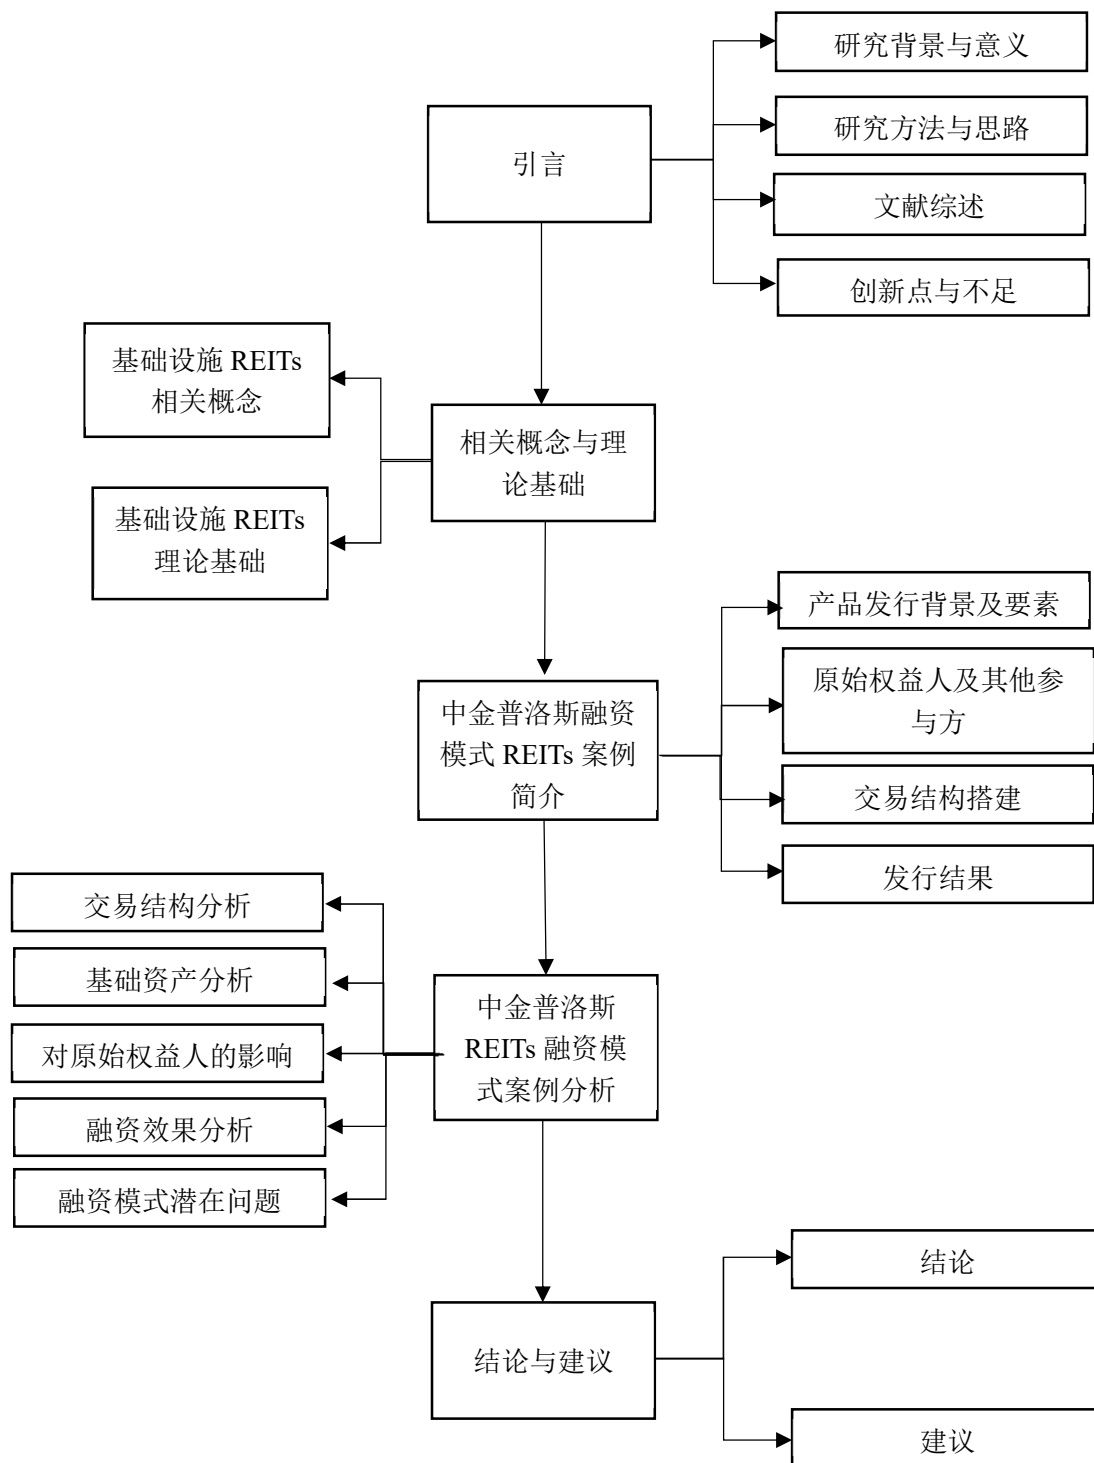 研究背景与意义
研究方法与思路
引言
文献综述
创新点与不足
基础设施 REITs
相关概念
相关概念与理
论基础
基础设施 REITs
理论基础
产品发行背景及要素
原始权益人及其他参
与方
中金普洛斯融资
模式 REITs 案例
简介
交易结构搭建
发行结果
交易结构分析
基础资产分析
对原始权益人的影响
融资效果分析
融资模式潜在问题
中金普洛斯
REITs 融资模
式案例分析
结论
结论与建议
建议